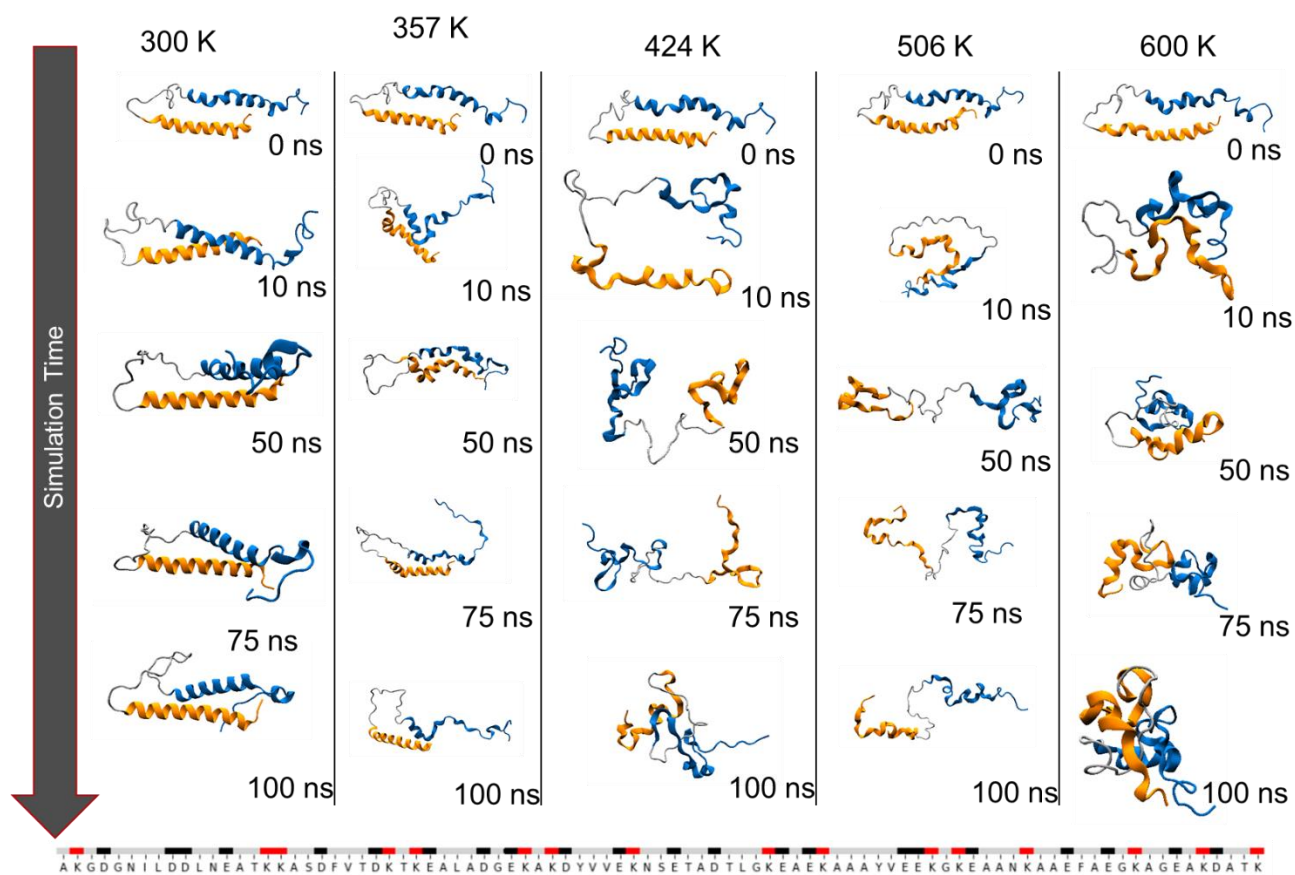 300 K
357 K
424 K
506 K
600 K
0 ns
0 ns
0 ns
0 ns
0 ns
10 ns
10 ns
10 ns
10 ns
10 ns
50 ns
50 ns
50 ns
50 ns
50 ns
75 ns
75 ns
75 ns
75 ns
75 ns
100 ns
100 ns
100 ns
100 ns
100 ns
Simulation Time
A K G D G N I L D D L N E A T K K A S D F V T D K T K E A L A D G E K A K D Y V V E K N S E T A D T L G K E A E K A A A Y V E E K G K E A A N K A A E F A E G K A G E A K D A T K